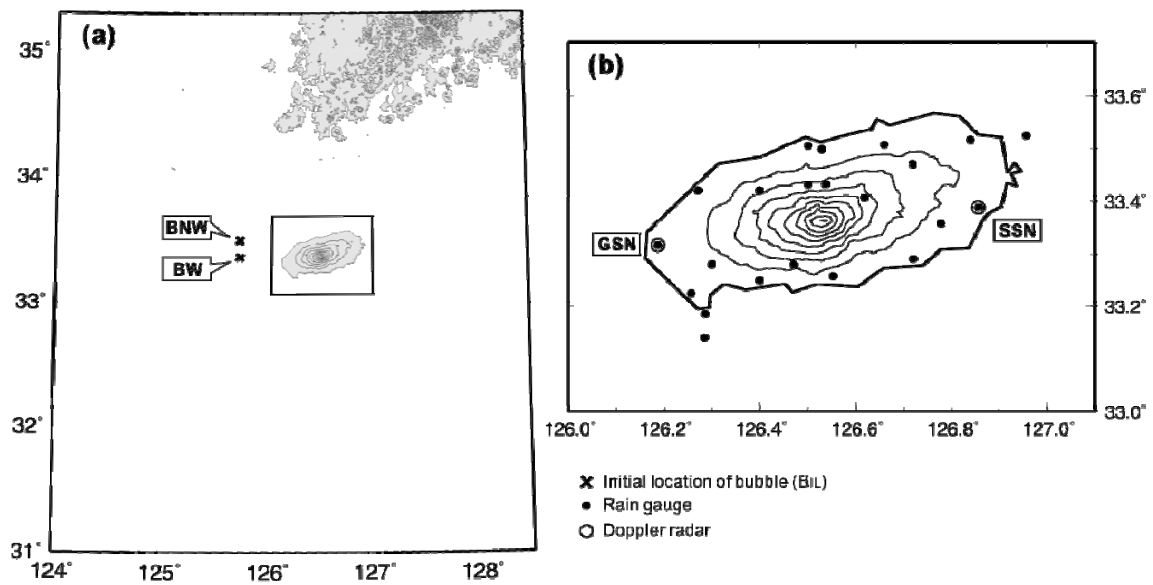 (a)
35°
34°
33°
32°
31°
124°
125°
126°
127°
128°
BNW
BW
(b)
33.6°
33.4°
33.2°
33.0°
126.0°
126.2°
126.4°
126.6°
126.8°
127.0°
GSN
SSN
Initial location of bubble (BIL)
Rain gauge
Doppler radar